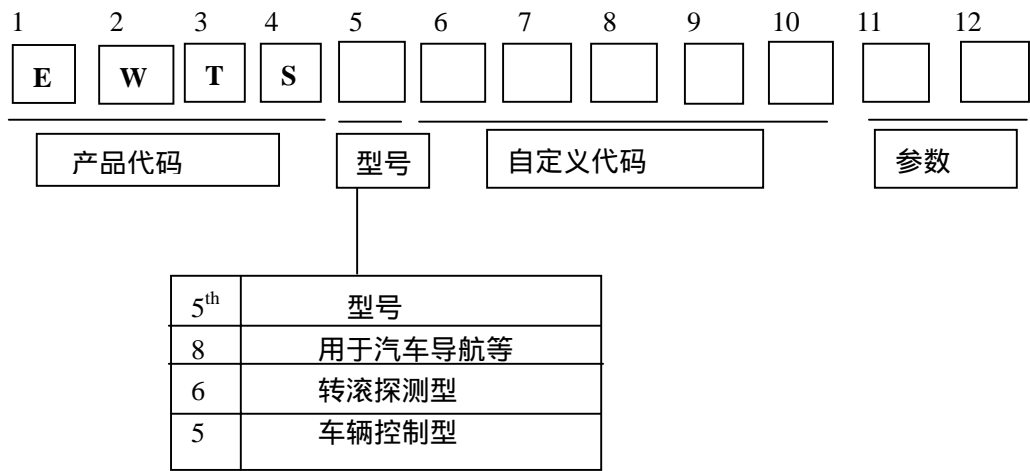 1 2 3 4 5 6 7 8 9 10 11 12
E W T S
产品代码 型号 自定义代码 参数
5th 型号
8 用于汽车导航等
6 转滚探测型
5 车辆控制型